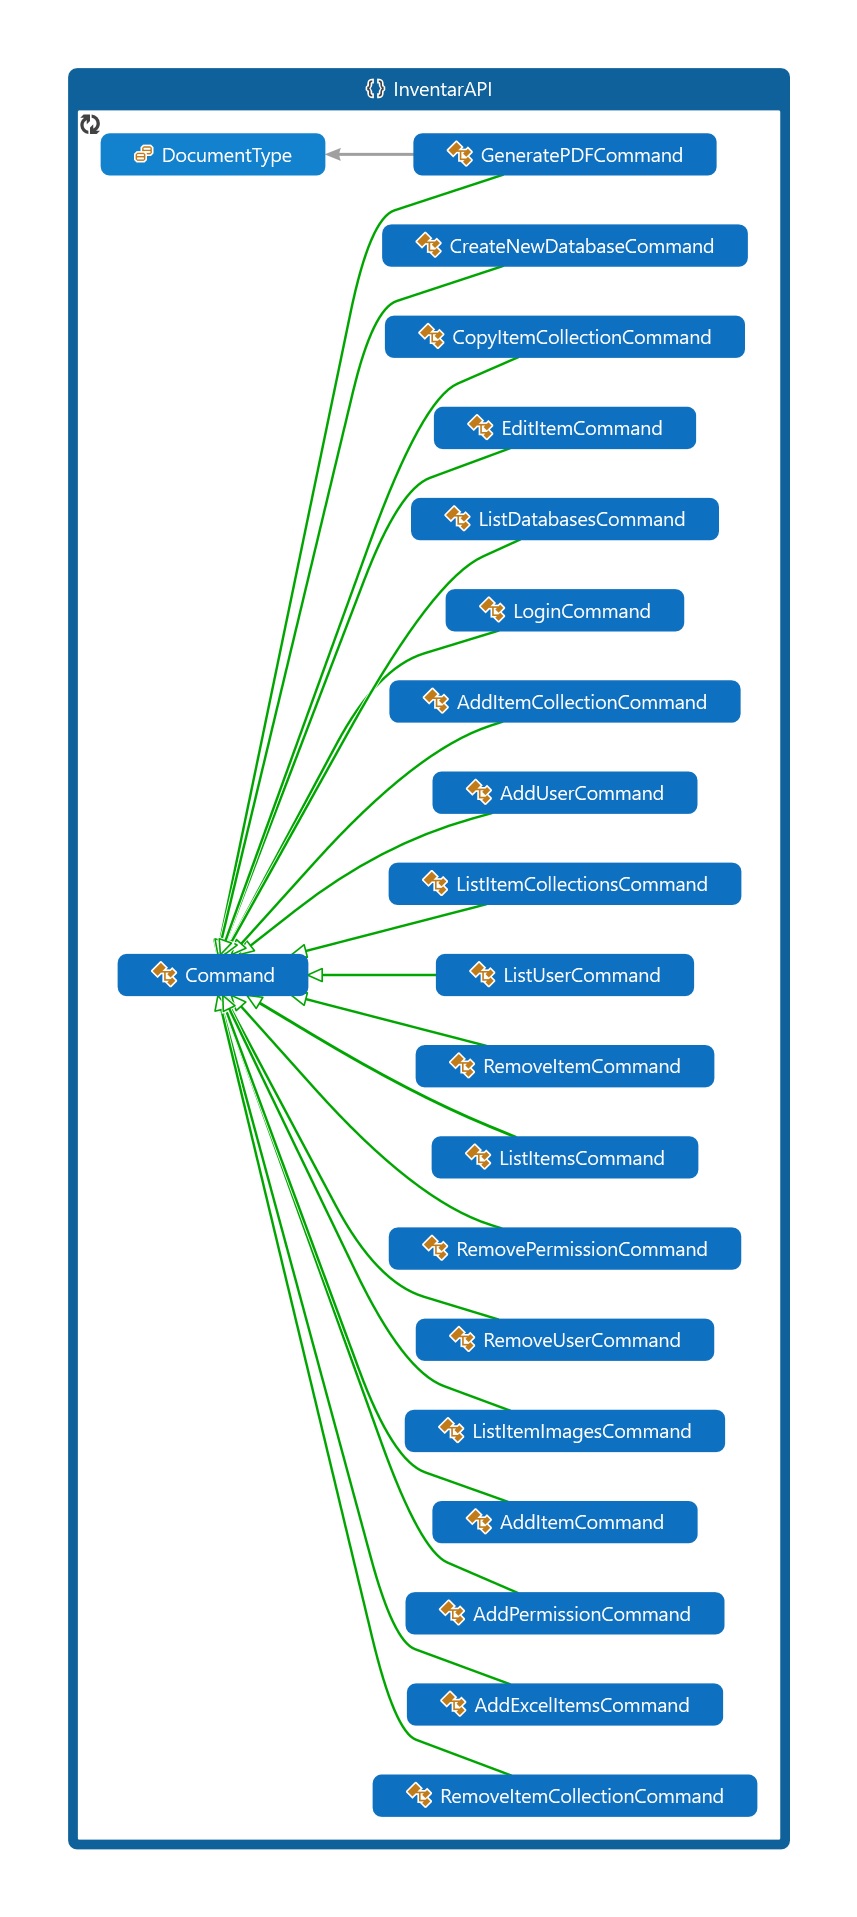 InventarAPI
DocumentType
GeneratePDFCommand
CreateNewDatabaseCommand
CopyItemCollectionCommand
EditItemCommand
ListDatabasesCommand
LoginCommand
AddItemCollectionCommand
AddUserCommand
ListItemCollectionsCommand
Command
ListUserCommand
RemoveItemCommand
ListItemsCommand
RemovePermissionCommand
RemoveUserCommand
ListItemImagesCommand
AddItemCommand
AddPermissionCommand
AddExcelItemsCommand
RemoveItemCollectionCommand